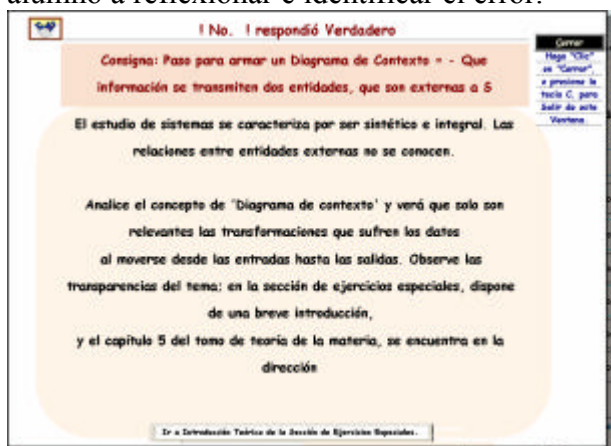 alumno a reflexionar e identificar el error.
! No. ! respondió Verdadero
Consigna: Paso para armar un Diagrama de Contexto = - Que
información se transmiten dos entidades, que son externas a S
Cerrar
Haga "Clic"
en "Cerrar",
o presione la
tecla C, para
Salir de esta
Ventana.
El estudio de sistemas se caracteriza por ser sintético e integral. Las
relaciones entre entidades externas no se conocen.
Analice el concepto de 'Diagrama de contexto' y verá que solo son
relevantes las transformaciones que sufren los datos
al moverse desde las entradas hasta las salidas. Observe las
transparencias del tema; en la sección de ejercicios especiales, dispone
de una breve introducción,
y el capítulo 5 del tomo de teoría de la materia, se encuentra en la
dirección
Ir a Introducción Teórica de la Sección de Ejercicios Especiales.